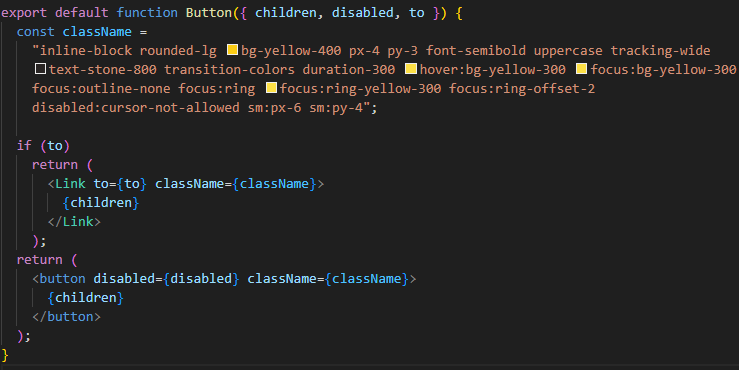 export default function Button({ children, disabled, to }) {
  const className =
    "inline-block rounded-lg bg-yellow-400 px-4 py-3 font-semibold uppercase tracking-wide
    text-stone-800 transition-colors duration-300 hover:bg-yellow-300 focus:bg-yellow-300
    focus:outline-none focus:ring focus:ring-yellow-300 focus:ring-offset-2
    disabled:cursor-not-allowed sm:px-6 sm:py-4";
  if (to)
    return (
      <Link to={to} className={className}>
        {children}
      </Link>
    );
  return (
    <button disabled={disabled} className={className}>
      {children}
    </button>
  );
}